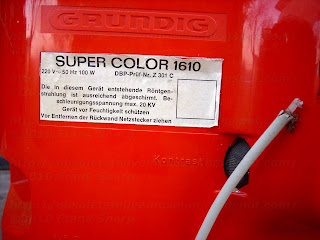 GRUNDIG
SUPER COLOR 1610
220 V ~ 50 Hz 100 W DBP-Prüf-Nr. Z 301 C
Die in diesem Gerät entstehende Röntgen-
strahlung ist ausreichend abgeschirmt. Be-
schleunigungsspannung max. 20 KV
Gerät vor Feuchtigkeit schützen
Vor Entfernen der Rückwand Netzstecker ziehen
Kontrast